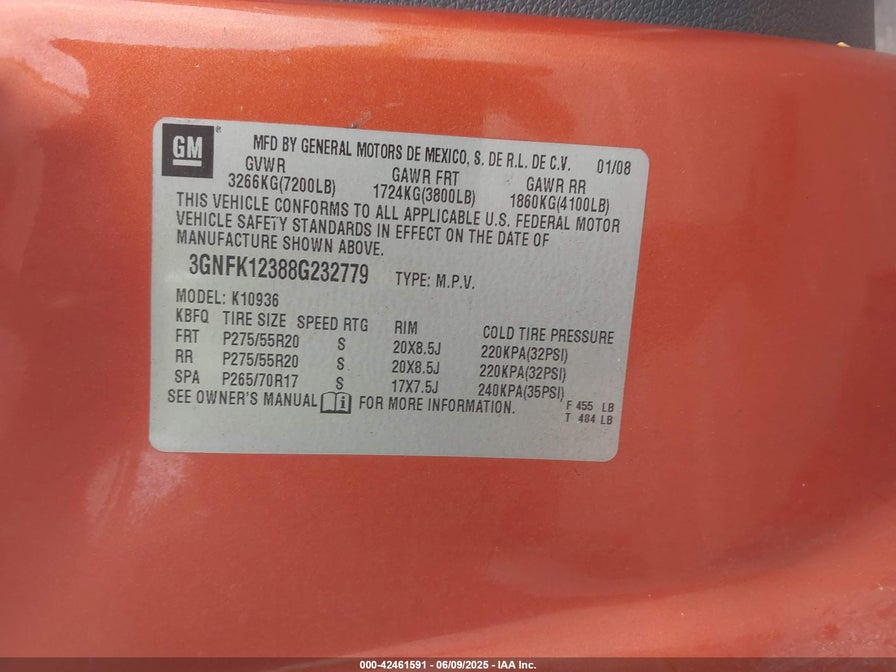 GM
MFD BY GENERAL MOTORS DE MEXICO, S. DE R.L. DE C.V. 01/08
GVWR GAWR FRT GAWR RR
3266KG(7200LB) 1724KG(3800LB) 1860KG(4100LB)
THIS VEHICLE CONFORMS TO ALL APPLICABLE U.S. FEDERAL MOTOR
VEHICLE SAFETY STANDARDS IN EFFECT ON THE DATE OF
MANUFACTURE SHOWN ABOVE.
3GNFK12388G232779 TYPE: M.P.V.
MODEL: K10936
KBFQ TIRE SIZE SPEED RTG RIM COLD TIRE PRESSURE
FRT P275/55R20 S 20X8.5J 220KPA(32PSI)
RR P275/55R20 S 20X8.5J 220KPA(32PSI)
SPA P265/70R17 S 17X7.5J 240KPA(35PSI)
SEE OWNER'S MANUAL i FOR MORE INFORMATION.
F 455 LB
T 484 LB
000-42461591 - 06/09/2025 - IAA Inc.